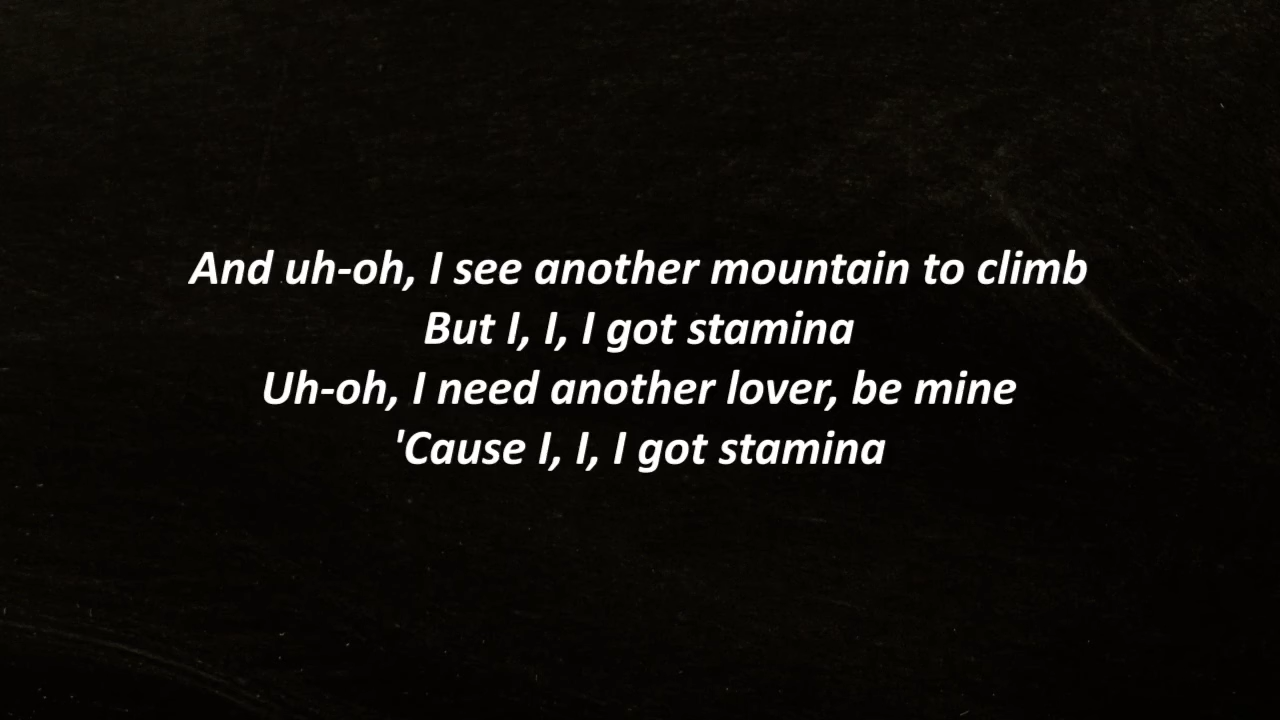 And uh-oh, I see another mountain to climb
But I, I, I got stamina
Uh-oh, I need another lover, be mine
'Cause I, I, I got stamina